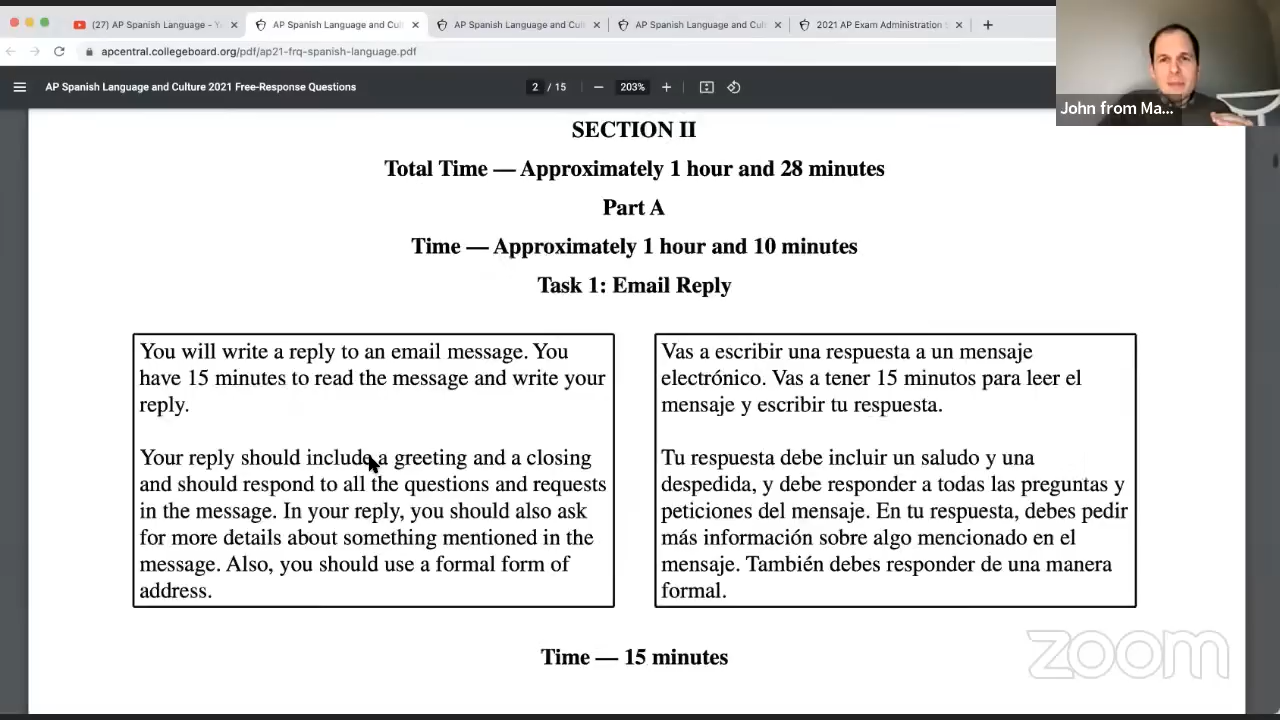 (27) AP Spanish Language - Y
AP Spanish Language and Cult
AP Spanish Language and Cult
AP Spanish Language and Cult
2021 AP Exam Administration
apcentral.collegeboard.org/pdf/ap21-frq-spanish-language.pdf
AP Spanish Language and Culture 2021 Free-Response Questions
2 / 15
203%
John from Ma...
SECTION II
Total Time — Approximately 1 hour and 28 minutes
Part A
Time — Approximately 1 hour and 10 minutes
Task 1: Email Reply
You will write a reply to an email message. You
have 15 minutes to read the message and write your
reply.
Your reply should include a greeting and a closing
and should respond to all the questions and requests
in the message. In your reply, you should also ask
for more details about something mentioned in the
message. Also, you should use a formal form of
address.
Vas a escribir una respuesta a un mensaje
electrónico. Vas a tener 15 minutos para leer el
mensaje y escribir tu respuesta.
Tu respuesta debe incluir un saludo y una
despedida, y debe responder a todas las preguntas y
peticiones del mensaje. En tu respuesta, debes pedir
más información sobre algo mencionado en el
mensaje. También debes responder de una manera
formal.
Time — 15 minutes
zoom